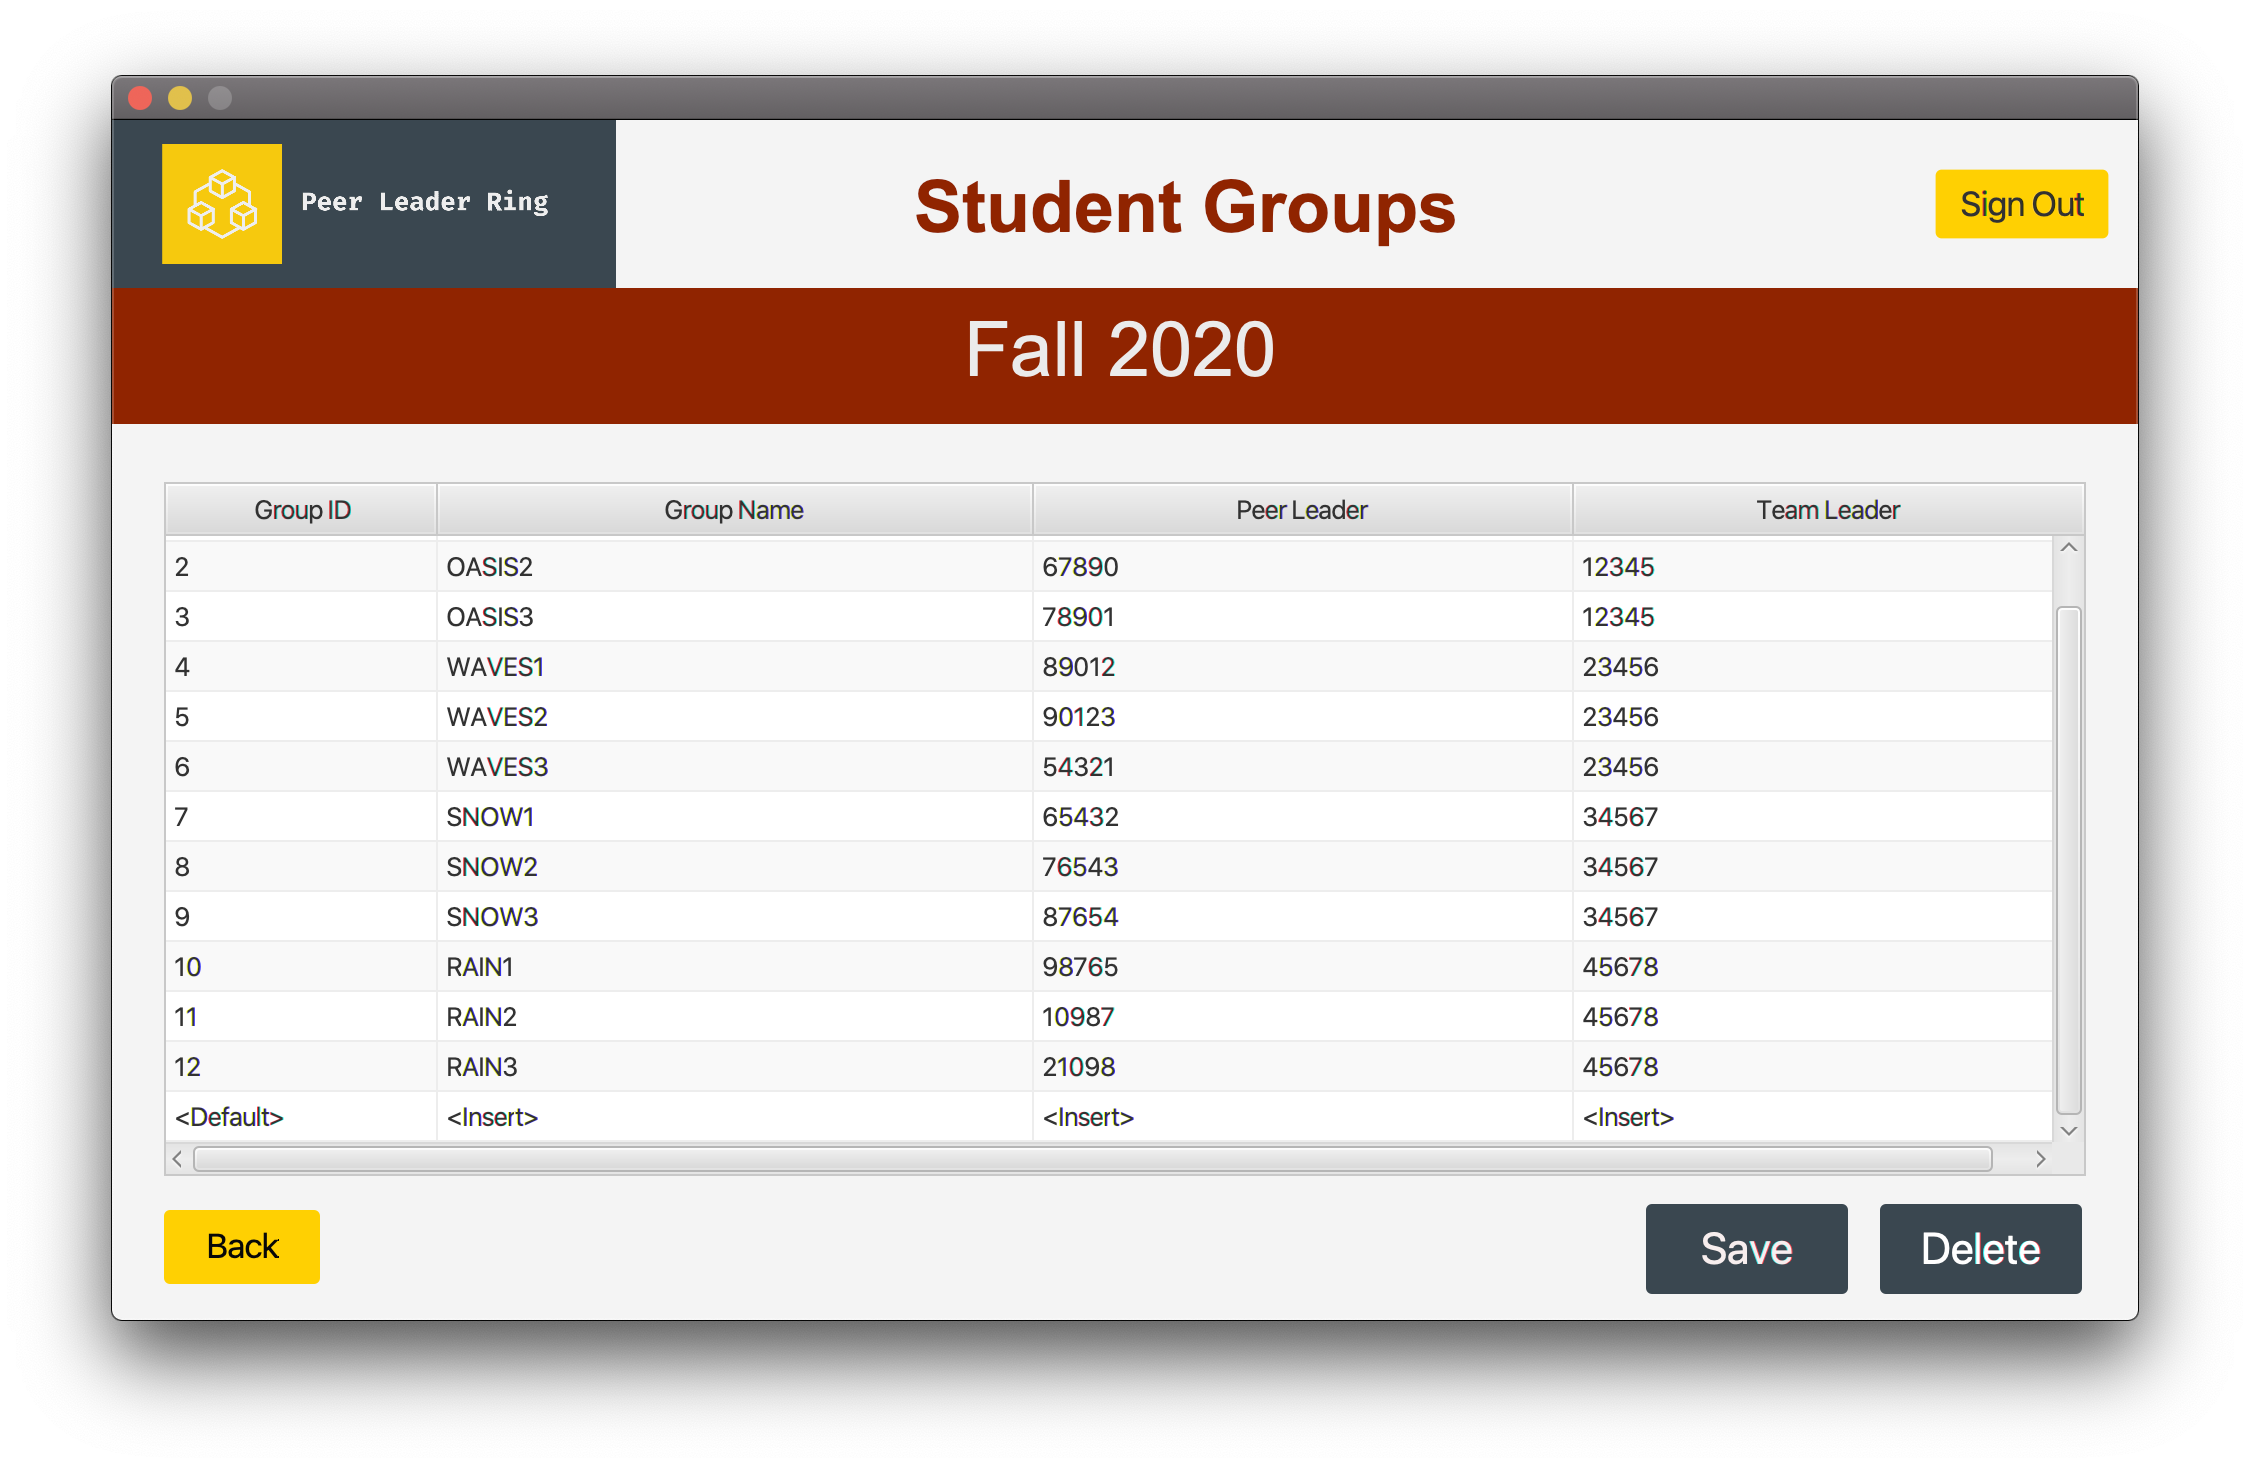 Peer Leader Ring
Student Groups
Sign Out
Fall 2020
Group ID Group Name Peer Leader Team Leader
2 OASIS2 67890 12345
3 OASIS3 78901 12345
4 WAVES1 89012 23456
5 WAVES2 90123 23456
6 WAVES3 54321 23456
7 SNOW1 65432 34567
8 SNOW2 76543 34567
9 SNOW3 87654 34567
10 RAIN1 98765 45678
11 RAIN2 10987 45678
12 RAIN3 21098 45678
<Default> <Insert> <Insert> <Insert>
Back Save Delete